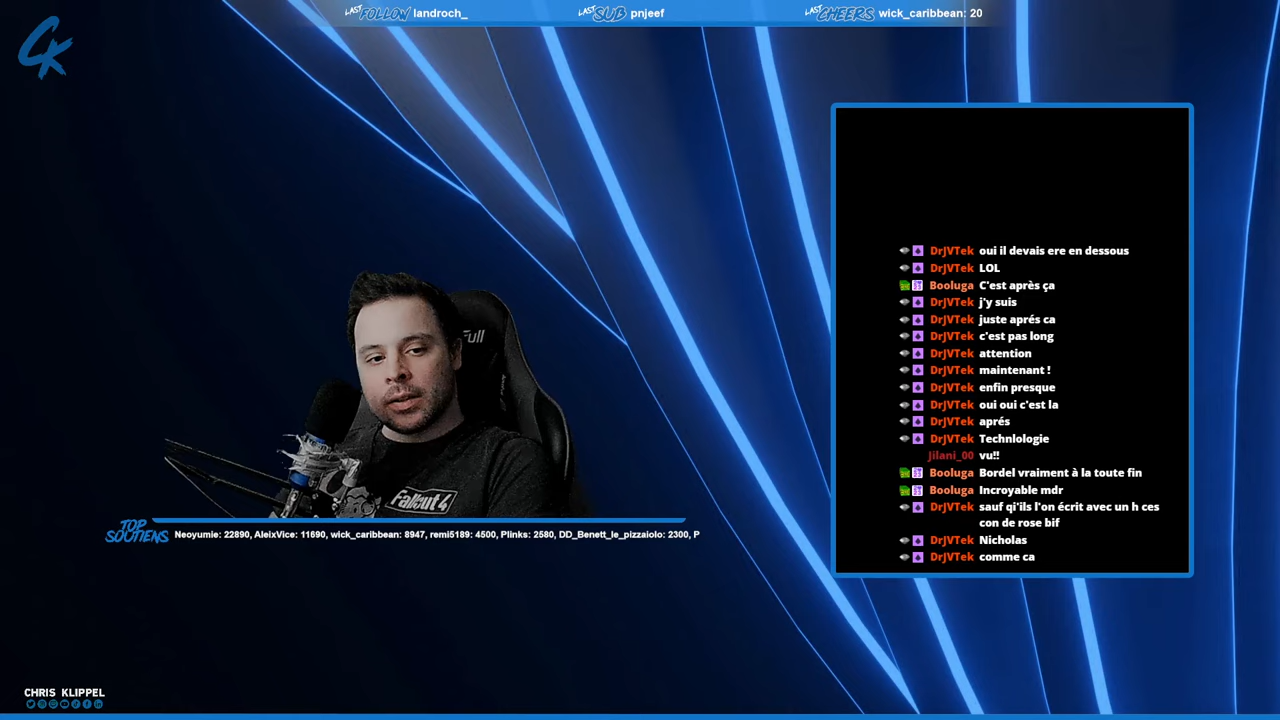 LAST FOLLOW landroch_
LAST SUB pnjeef
LAST CHEERS wick_caribbean: 20
CK
DrJVTek oui il devais ere en dessous
DrJVTek LOL
Booluga C'est après ça
DrJVTek j'y suis
DrJVTek juste aprés ca
DrJVTek c'est pas long
DrJVTek attention
DrJVTek maintenant !
DrJVTek enfin presque
DrJVTek oui oui c'est la
DrJVTek aprés
DrJVTek Technlologie
Jilani_00 vu!!
Booluga Bordel vraiment à la toute fin
Booluga Incroyable mdr
DrJVTek sauf qi'ils l'on écrit avec un h ces
con de rose bif
DrJVTek Nicholas
DrJVTek comme ca
Full
Fallout 4
TOP SOUTIENS
Neoyumie: 22890, AleixVice: 11690, wick_caribbean: 8947, remi5189: 4500, Plinks: 2580, DD_Benett_le_pizzaiolo: 2300, P
CHRIS KLIPPEL